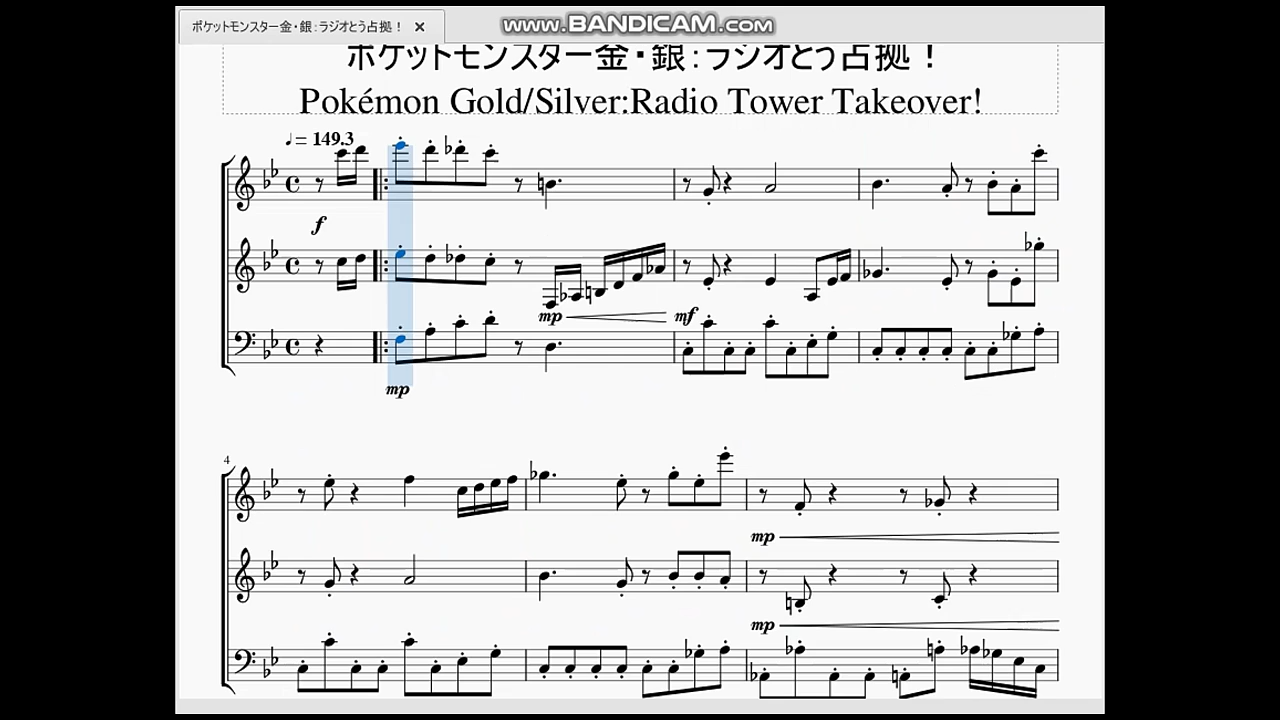 ポケットモンスター金・銀：ラジオとう占拠！ ×
www.BANDICAM.com
ポケットモンスター金・銀：ラジオとう占拠！
Pokémon Gold/Silver:Radio Tower Takeover!
♩= 149.3
f
mp
mf
mp
4
mp
mp